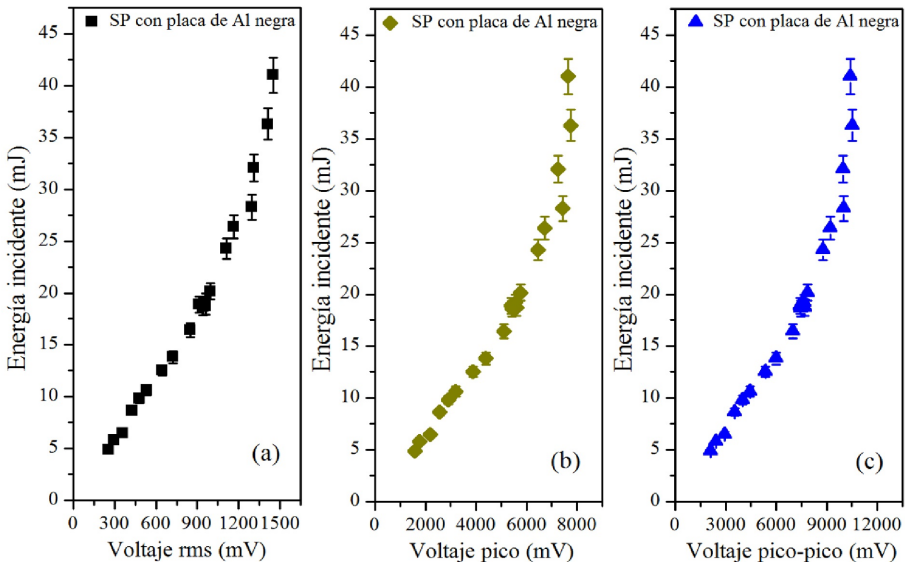 SP con placa de Al negra
45
40
35
30
25
20
15
10
5
0
Energía incidente (mJ)
(a)
0 300 600 900 1200 1500
Voltaje rms (mV)
SP con placa de Al negra
45
40
35
30
25
20
15
10
5
0
Energía incidente (mJ)
(b)
0 2000 4000 6000 8000
Voltaje pico (mV)
SP con placa de Al negra
45
40
35
30
25
20
15
10
5
0
Energía incidente (mJ)
(c)
0 3000 6000 9000 12000
Voltaje pico-pico (mV)